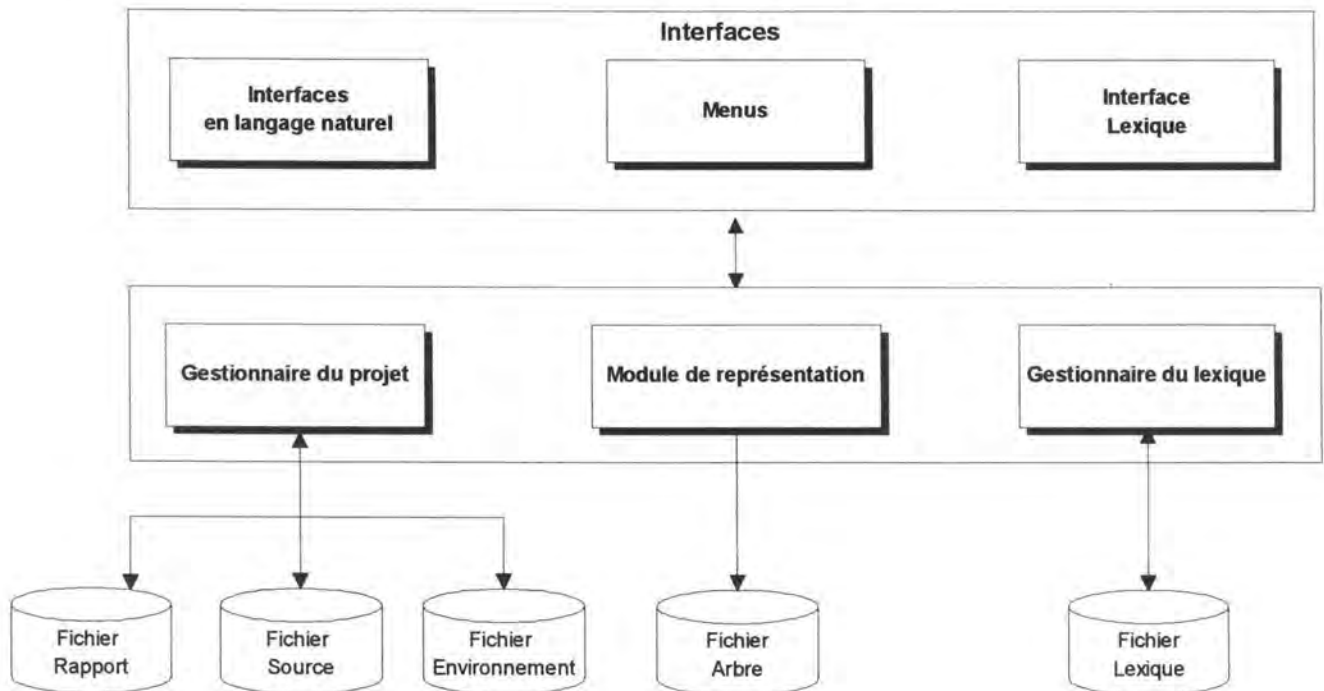 Interfaces
Interfaces
en langage naturel
Menus
Interface
Lexique
Gestionnaire du projet
Module de représentation
Gestionnaire du lexique
Fichier
Rapport
Fichier
Source
Fichier
Environnement
Fichier
Arbre
Fichier
Lexique